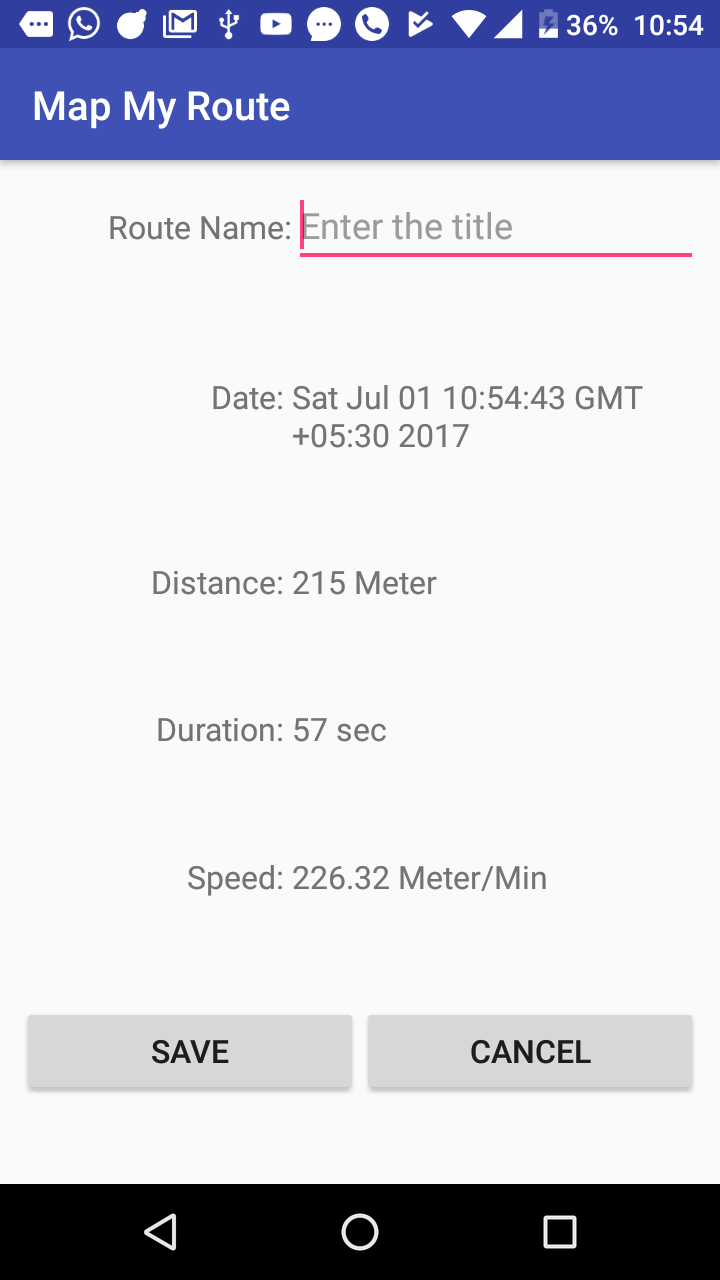 36% 10:54
Map My Route
Route Name: Enter the title
Date: Sat Jul 01 10:54:43 GMT
+05:30 2017
Distance: 215 Meter
Duration: 57 sec
Speed: 226.32 Meter/Min
SAVE CANCEL